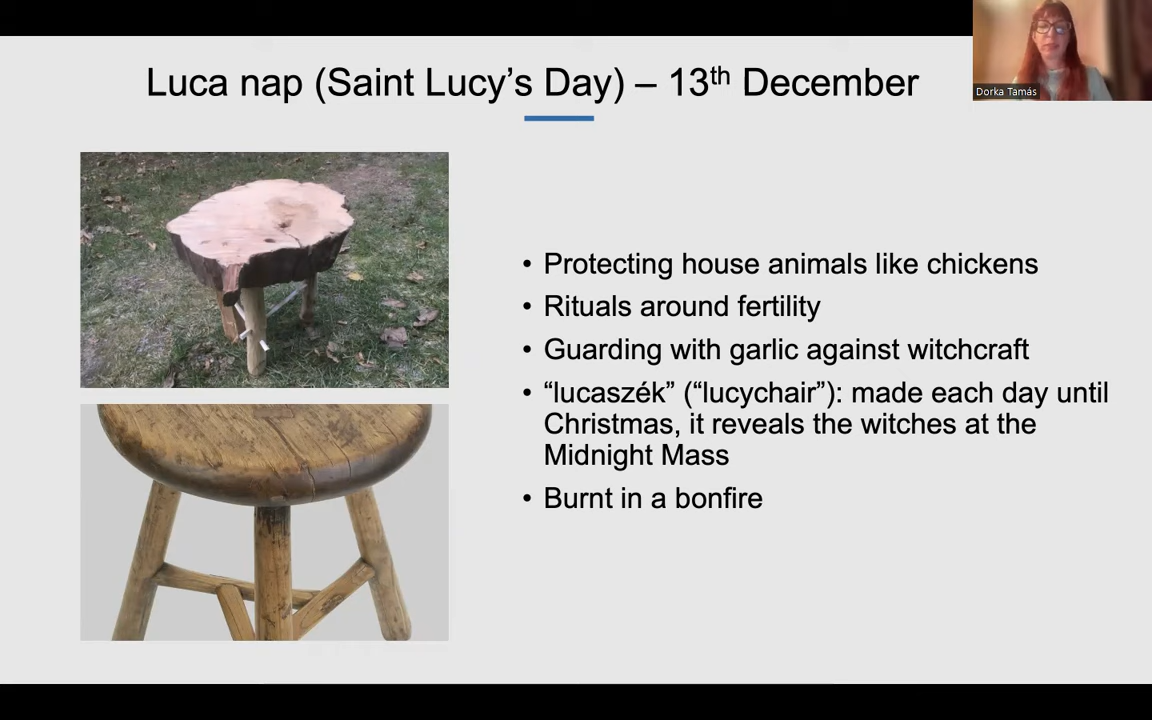 Luca nap (Saint Lucy’s Day) – 13th December
Dorka Tamás
• Protecting house animals like chickens
• Rituals around fertility
• Guarding with garlic against witchcraft
• “lucaszék” (“lucychair”): made each day until
Christmas, it reveals the witches at the
Midnight Mass
• Burnt in a bonfire